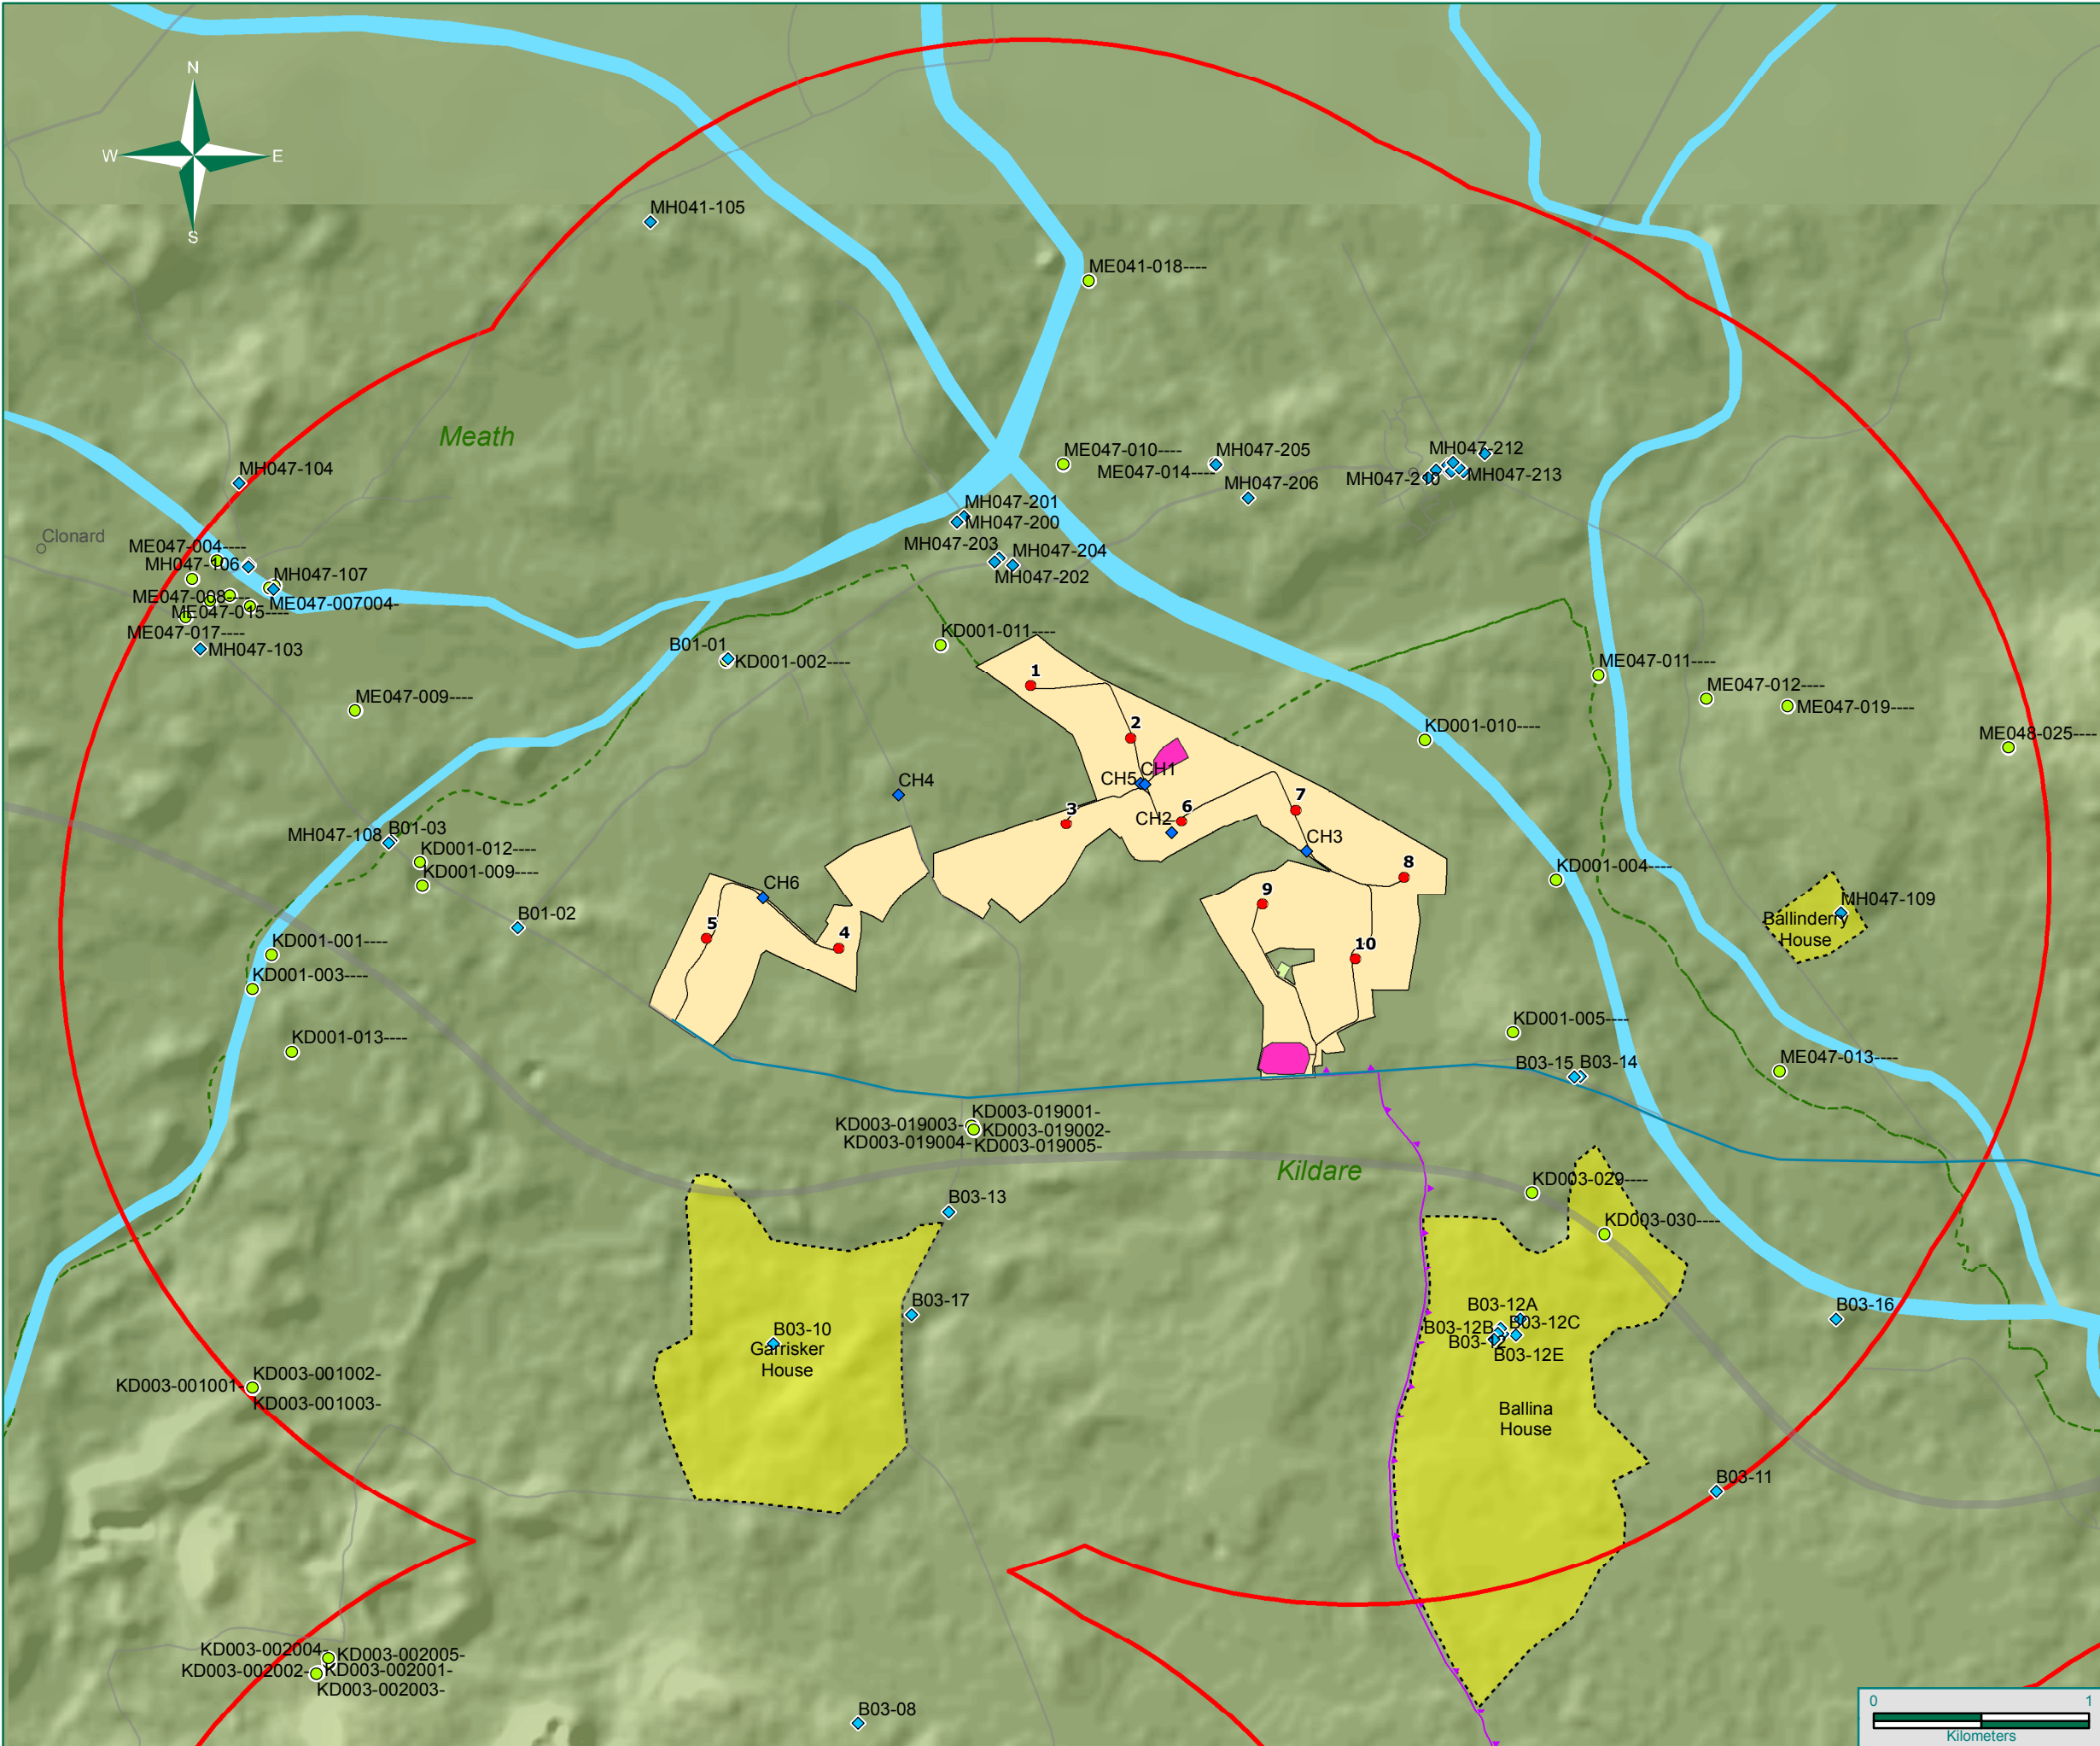 N
W
E
S
MH041-105
ME041-018----
Meath
MH047-104
Clonard
ME047-004----
MH047-106
MH047-107
ME047-008----
ME047-007004-
ME047-015----
ME047-017----
MH047-103
ME047-009----
ME047-010----
MH047-205
ME047-014----
MH047-206
MH047-212
MH047-210
MH047-213
MH047-201
MH047-200
MH047-203
MH047-204
MH047-202
B01-01
KD001-002----
KD001-011----
1
2
CH5
CH1
3
CH2
6
7
CH3
8
CH4
9
10
CH6
5
4
KD001-010----
ME047-011----
ME047-012----
ME047-019----
ME048-025----
MH047-108
B01-03
KD001-012----
KD001-009----
B01-02
KD001-001----
KD001-003----
KD001-013----
KD001-004----
MH047-109
Ballinderry
House
KD001-005----
B03-15
B03-14
ME047-013----
KD003-019001-
KD003-019003-
KD003-019002-
KD003-019004-
KD003-019005-
Kildare
KD003-029----
KD003-030----
B03-13
B03-17
B03-10
Garrisker
House
B03-12A
B03-12B
B03-12C
B03-12
B03-12E
B03-16
Ballina
House
B03-11
KD003-001002-
KD003-001001-
KD003-001003-
KD003-002004-
KD003-002005-
KD003-002002-
KD003-002001-
KD003-002003-
B03-08
0
1
Kilometers